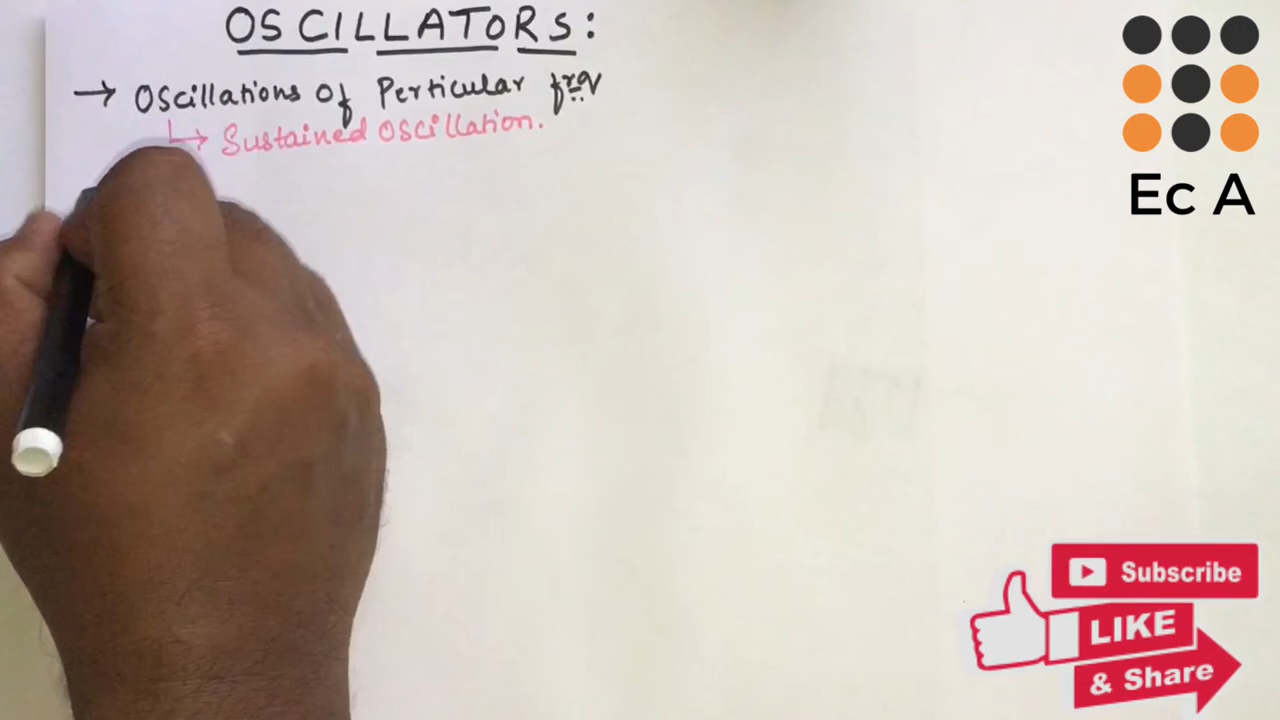 OSCILLATORS:
→ Oscillations of Perticular frq
↳ Sustained Oscillation.
Ec A
Subscribe
LIKE
& Share